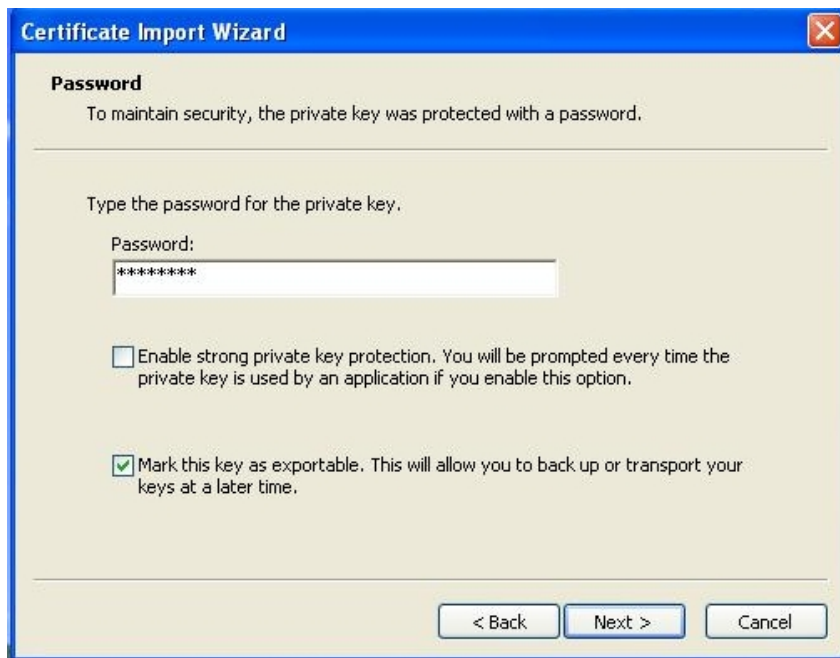 Certificate Import Wizard
Password
To maintain security, the private key was protected with a password.
Type the password for the private key.
Password:
********
Enable strong private key protection. You will be prompted every time the
private key is used by an application if you enable this option.
Mark this key as exportable. This will allow you to back up or transport your
keys at a later time.
< Back
Next >
Cancel